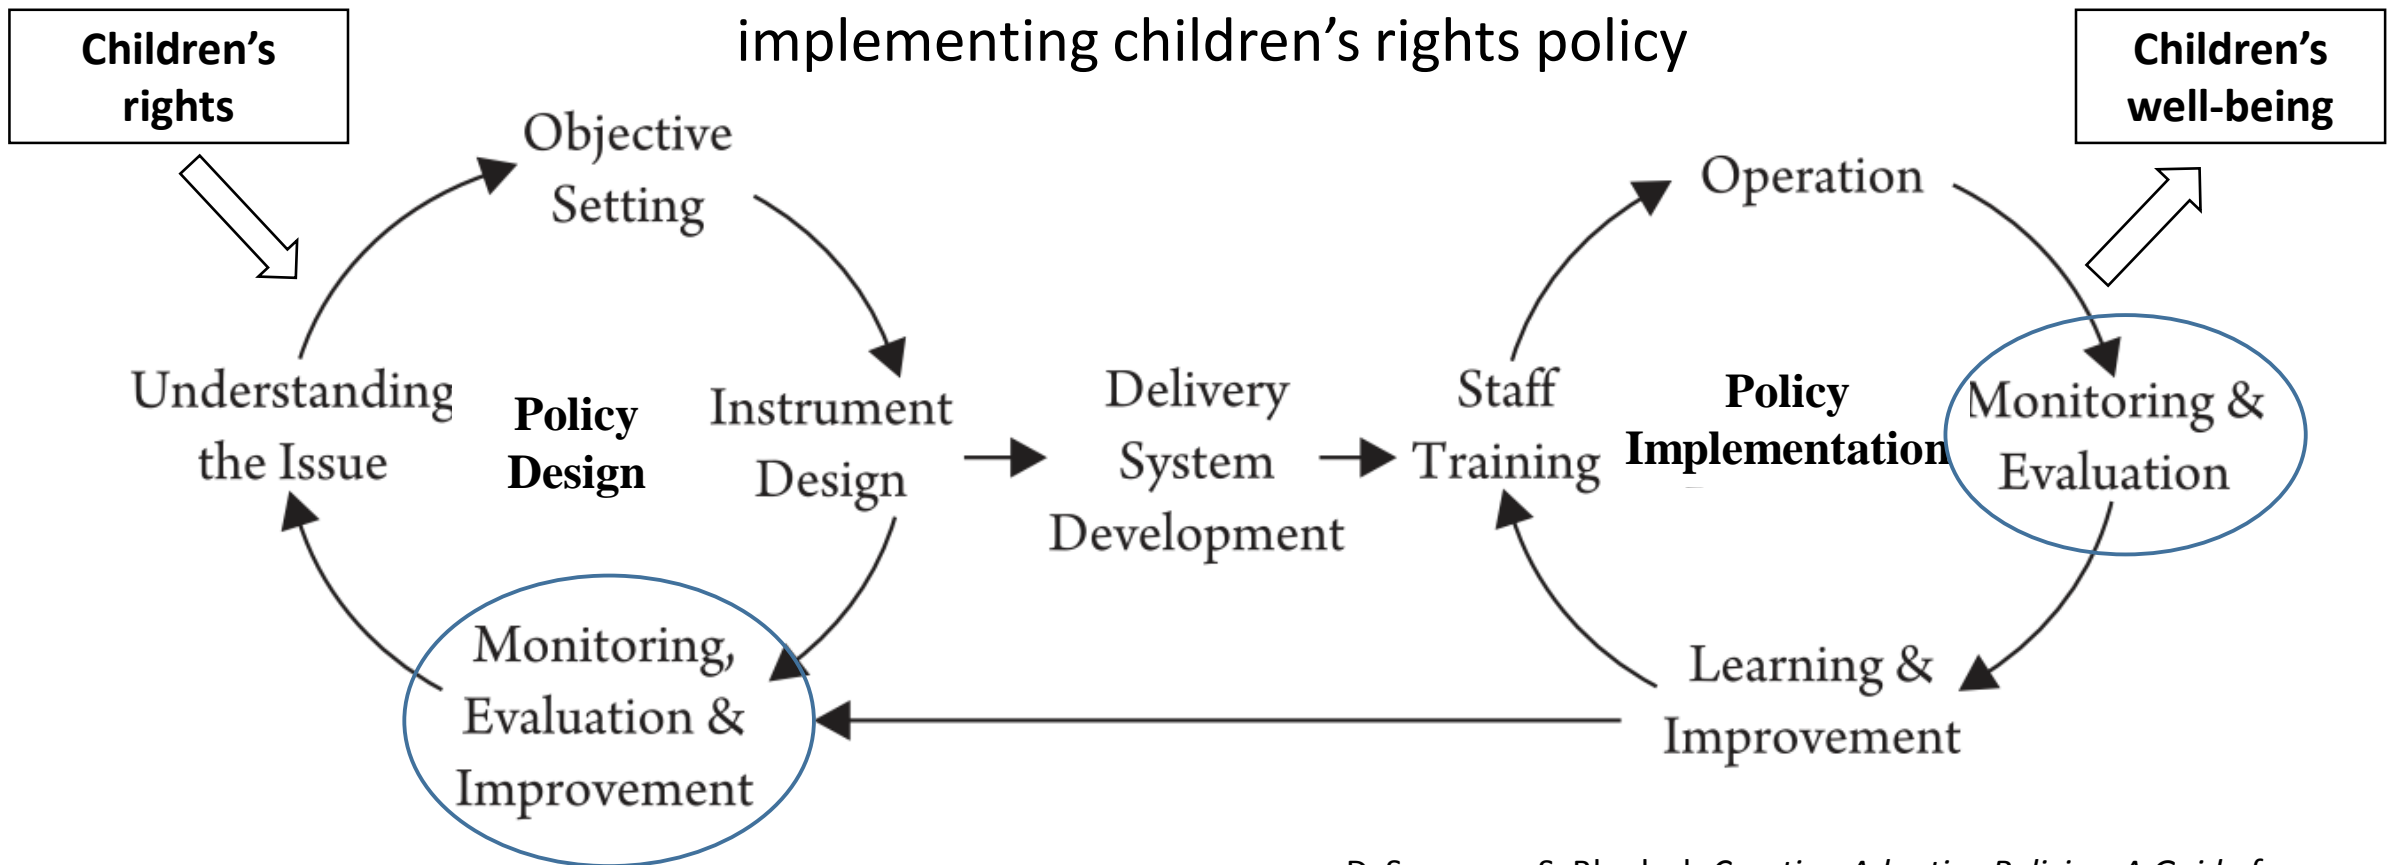 implementing children's rights policy
Children's
rights
Children's
well-being
Objective
Setting
Operation
Understanding
the Issue
Policy
Design
Instrument
Design
Delivery
System
Development
Staff
Training
Policy
Implementation
Monitoring &
Evaluation
Monitoring,
Evaluation &
Improvement
Learning &
Improvement